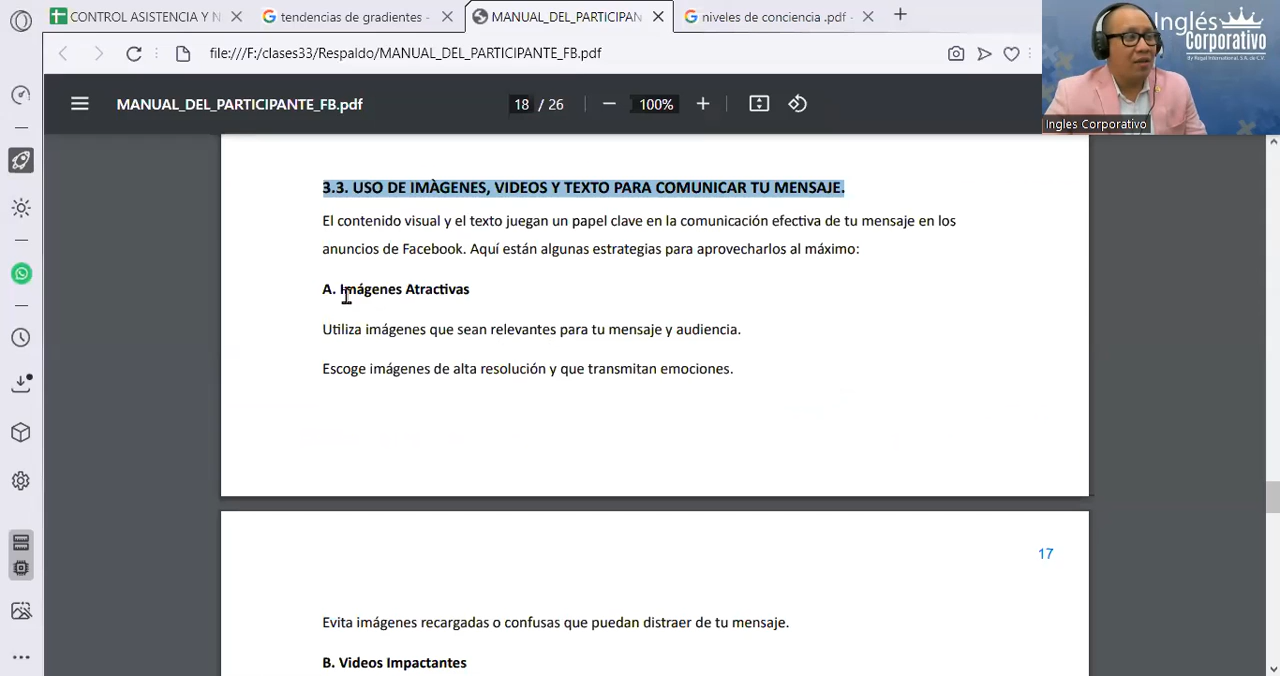 CONTROL ASISTENCIA Y N
tendencias de gradientes -
MANUAL_DEL_PARTICIPAN
niveles de conciencia .pdf -
file:///F:/clases33/Respaldo/MANUAL_DEL_PARTICIPANTE_FB.pdf
Inglés
Corporativo
By Regal International, S.A. de C.V.
Ingles Corporativo
MANUAL_DEL_PARTICIPANTE_FB.pdf
18 / 26
100%
3.3. USO DE IMÀGENES, VIDEOS Y TEXTO PARA COMUNICAR TU MENSAJE.
El contenido visual y el texto juegan un papel clave en la comunicación efectiva de tu mensaje en los
anuncios de Facebook. Aquí están algunas estrategias para aprovecharlos al máximo:
A. Imágenes Atractivas
Utiliza imágenes que sean relevantes para tu mensaje y audiencia.
Escoge imágenes de alta resolución y que transmitan emociones.
17
Evita imágenes recargadas o confusas que puedan distraer de tu mensaje.
B. Videos Impactantes